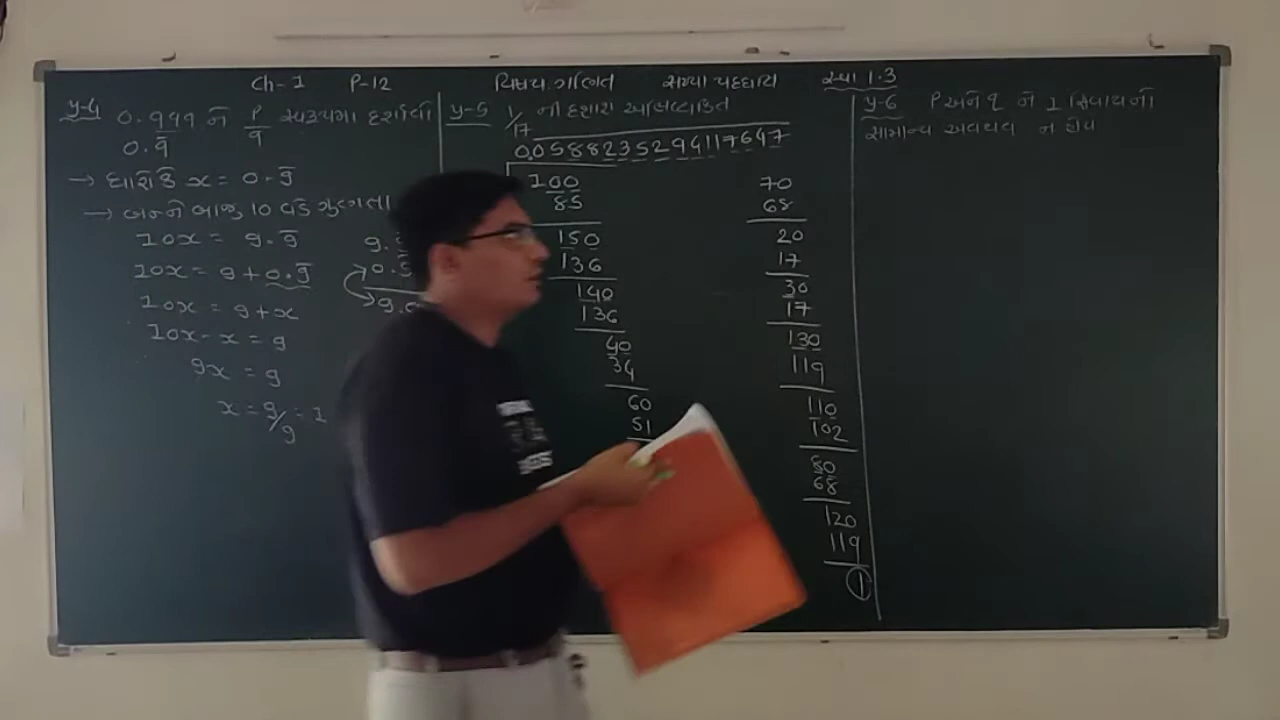 Ch-1 P-12 વિષય ગણિત સંખ્યા પદ્ધતિ સ્વા 1.3
પ્ર-4 0.999 ને P/q સ્વરૂપમાં દર્શાવો
0.9̅
→ ધારો કે x = 0.9̅
→ બન્ને બાજુ 10 વડે ગુણતા
10x = 9.9̅
10x = 9 + 0.9̅
10x = 9 + x
10x - x = 9
9x = 9
x = 9/9 = 1
પ્ર-5 1/17 ની દશાંશ
0.0588235294117647
100
85
150
136
140
136
40
34
60
51
70
68
20
17
30
17
130
119
110
102
80
68
120
119
1
પ્ર-6 P અને q ને 1 સિવાયના
સામાન્ય અવયવ ન હોય